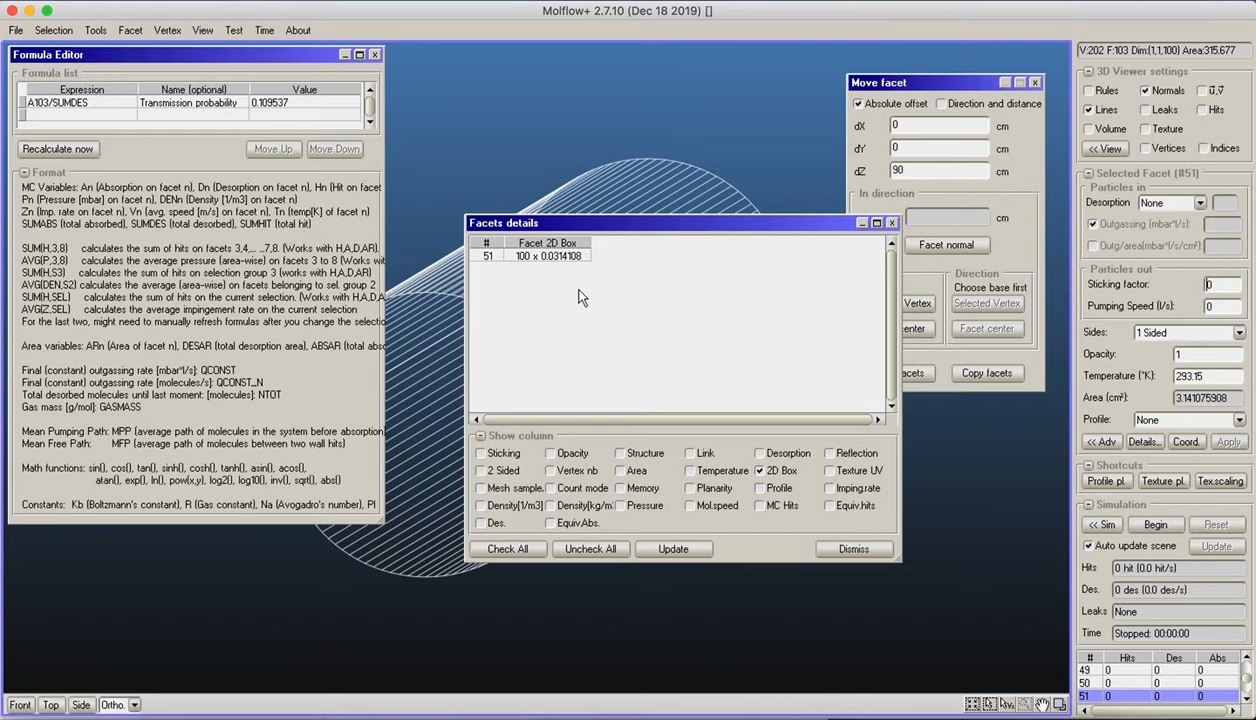 Molflow+ 2.7.10 (Dec 18 2019) []
File Selection Tools Facet Vertex View Test Time About
V:202 F:103 Dim:(1,1,100) Area:315.677
Formula Editor
Formula list
Expression Name (optional) Value
A103/SUMDES Transmission probability 0.109537
Recalculate now Move Up Move Down
Format
MC Variables: An (Absorption on facet n), Dn (Desorption on facet n), Hn (Hit on facet
Pn (Pressure [mbar] on facet n), DENn (Density [1/m3] on facet n)
Zn (Imp. rate on facet n), Vn (avg. speed [m/s] on facet n), Tn (temp[K] of facet n)
SUMABS (total absorbed), SUMDES (total desorbed), SUMHIT (total hit)
SUM(H,3,8) calculates the sum of hits on facets 3,4,... ...7,8. (Works with H,A,D,AR).
AVG(P,3,8) calculates the average pressure (area-wise) on facets 3 to 8 (Works
SUM(H,S3) calculates the sum of hits on selection group 3 (works with H,A,D,AR)
AVG(DEN,S2) calculates the average (area-wise) on facets belonging to sel. group 2
SUM(H,SEL) calculates the sum of hits on the current selection. (Works with H,A,D,
AVG(Z,SEL) calculates the average impingement rate on the current selection
For the last two, might need to manually refresh formulas after you change the selectio
Area variables: ARn (Area of facet n), DESAR (total desorption area), ABSAR (total abso
Final (constant) outgassing rate [mbar*l/s]: QCONST
Final (constant) outgassing rate [molecules/s]: QCONST_N
Total desorbed molecules until last moment: [molecules]: NTOT
Gas mass [g/mol]: GASMASS
Mean Pumping Path: MPP (average path of molecules in the system before absorption)
Mean Free Path: MFP (average path of molecules between two wall hits)
Math functions: sin(), cos(), tan(), sinh(), cosh(), tanh(), asin(), acos(),
atan(), exp(), ln(), pow(x,y), log2(), log10(), inv(), sqrt(), abs()
Constants: Kb (Boltzmann's constant), R (Gas constant), Na (Avogadro's number), PI
Facets details
# Facet 2D Box
51 100 x 0.0314108
Show column
Sticking Opacity Structure Link Desorption Reflection
2 Sided Vertex nb Area Temperature 2D Box Texture UV
Mesh sample. Count mode Memory Planarity Profile Imping.rate
Density[1/m3] Density[kg/m Pressure Mol.speed MC Hits Equiv.hits
Des. Equiv.Abs.
Check All Uncheck All Update Dismiss
Move facet
Absolute offset Direction and distance
dX 0 cm
dY 0 cm
dZ 90 cm
In direction
cm
Facet normal
Direction
Choose base first
Vertex Selected Vertex
enter Facet center
acets Copy facets
3D Viewer settings
Rules Normals ü,v̈
Lines Leaks Hits
Volume Texture
<< View Vertices Indices
Selected Facet (#51)
Particles in
Desorption None
Outgassing (mbar*l/s)
Outg/area(mbar*l/s/cm²)
Particles out
Sticking factor: 0
Pumping Speed (l/s): 0
Sides: 1 Sided
Opacity: 1
Temperature (°K): 293.15
Area (cm²): 3.141075908
Profile: None
<< Adv Details... Coord. Apply
Shortcuts
Profile pl. Texture pl. Tex.scaling
Simulation
<< Sim Begin Reset
Auto update scene Update
Hits 0 hit (0.0 hit/s)
Des. 0 des (0.0 des/s)
Leaks None
Time Stopped: 00:00:00
# Hits Des Abs
49 0 0 0
50 0 0 0
51 0 0 0
Front Top Side Ortho.